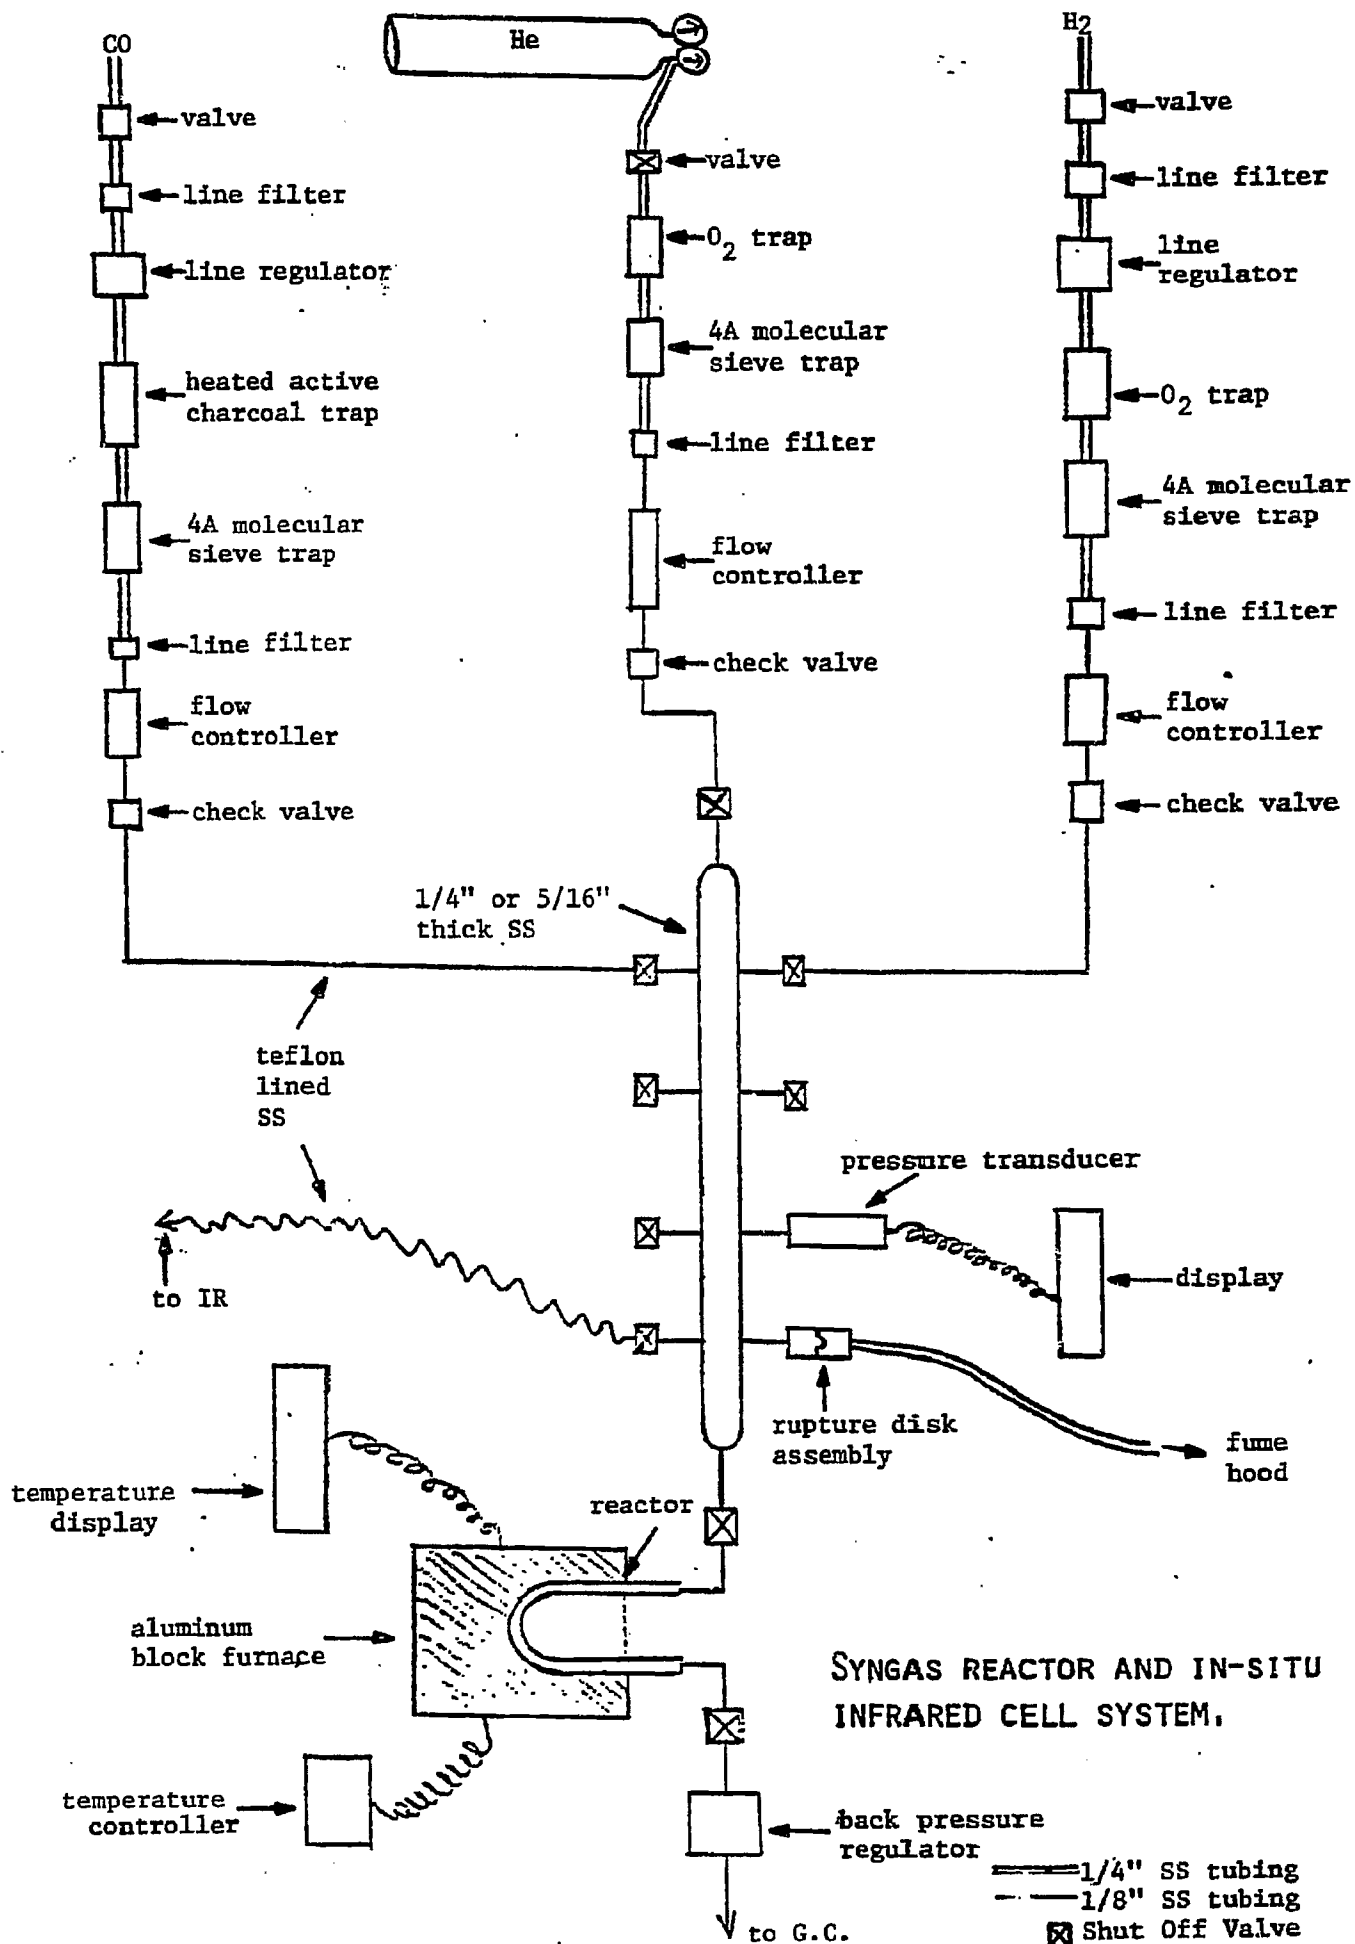 CO
valve
line filter
line regulator
heated active
charcoal trap
4A molecular
sieve trap
line filter
flow
controller
check valve
He
valve
O2 trap
4A molecular
sieve trap
line filter
flow
controller
check valve
H2
valve
line filter
line
regulator
O2 trap
4A molecular
sieve trap
line filter
flow
controller
check valve
1/4" or 5/16"
thick SS
teflon
lined
SS
to IR
pressure transducer
display
rupture disk
assembly
fume
hood
temperature
display
reactor
aluminum
block furnace
temperature
controller
SYNGAS REACTOR AND IN-SITU
INFRARED CELL SYSTEM.
back pressure
regulator
to G.C.
1/4" SS tubing
1/8" SS tubing
Shut Off Valve